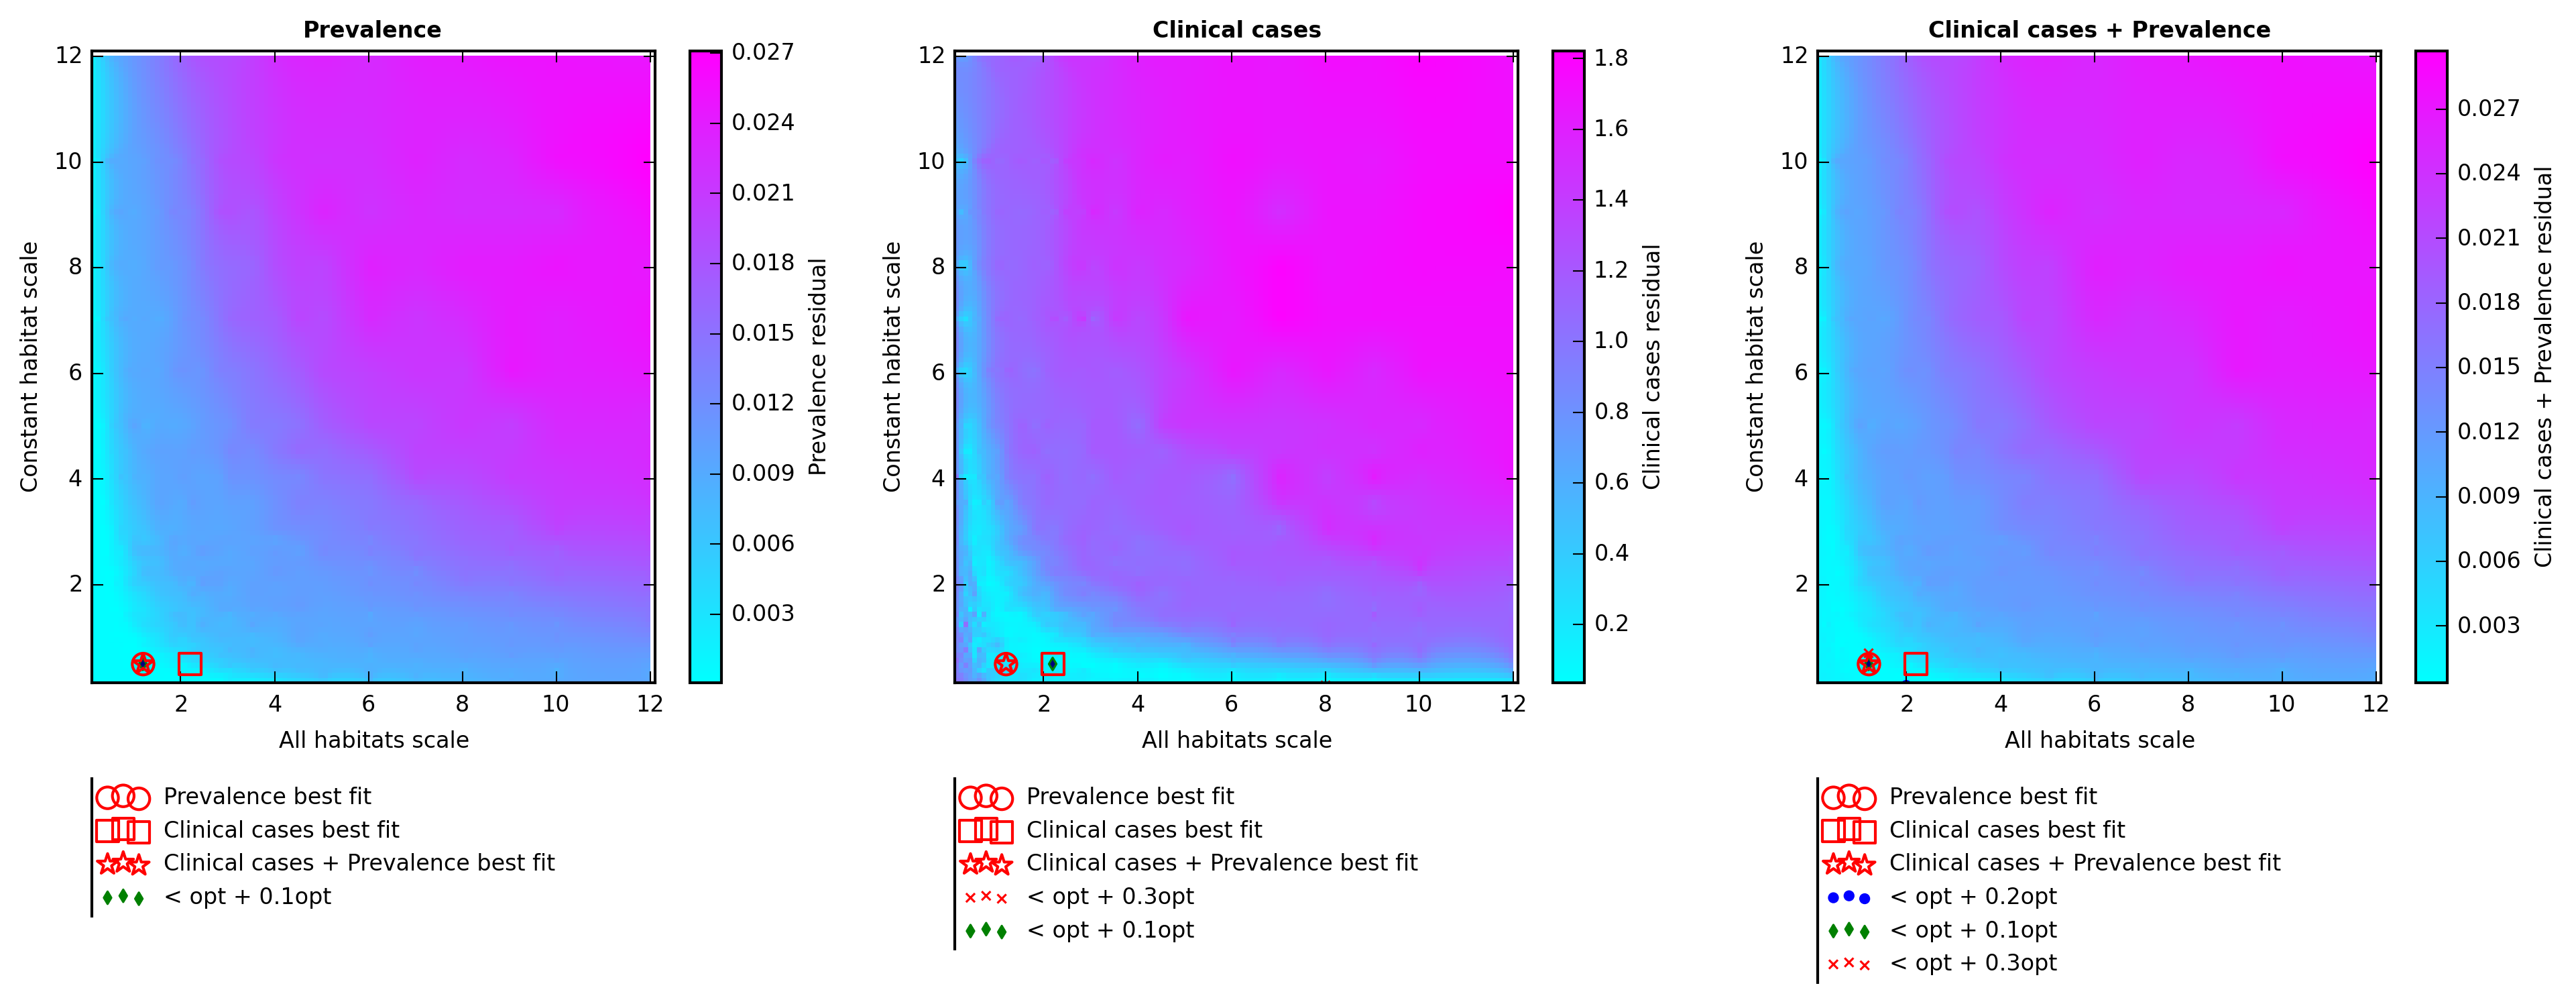 Prevalence
12
10
8
6
4
2
2
4
6
8
10
12
Constant habitat scale
All habitats scale
0.027
0.024
0.021
0.018
0.015
0.012
0.009
0.006
0.003
Prevalence residual
Prevalence best fit
Clinical cases best fit
Clinical cases + Prevalence best fit
< opt + 0.1opt
Clinical cases
12
10
8
6
4
2
2
4
6
8
10
12
Constant habitat scale
All habitats scale
1.8
1.6
1.4
1.2
1.0
0.8
0.6
0.4
0.2
Clinical cases residual
Prevalence best fit
Clinical cases best fit
Clinical cases + Prevalence best fit
< opt + 0.3opt
< opt + 0.1opt
Clinical cases + Prevalence
12
10
8
6
4
2
2
4
6
8
10
12
Constant habitat scale
All habitats scale
0.027
0.024
0.021
0.018
0.015
0.012
0.009
0.006
0.003
Clinical cases + Prevalence residual
Prevalence best fit
Clinical cases best fit
Clinical cases + Prevalence best fit
< opt + 0.2opt
< opt + 0.1opt
< opt + 0.3opt